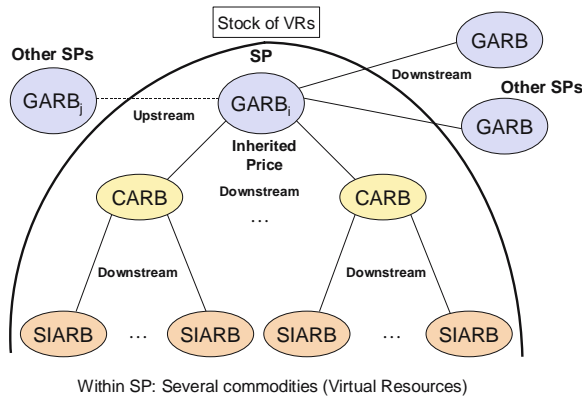 Stock of VRs
GARB
Other SPs
SP
Downstream
Other SPs
GARBj
GARBi
Upstream
GARB
Inherited
Price
CARB
Downstream
CARB
...
Downstream
Downstream
SIARB
...
SIARB
SIARB
...
SIARB
Within SP: Several commodities (Virtual Resources)